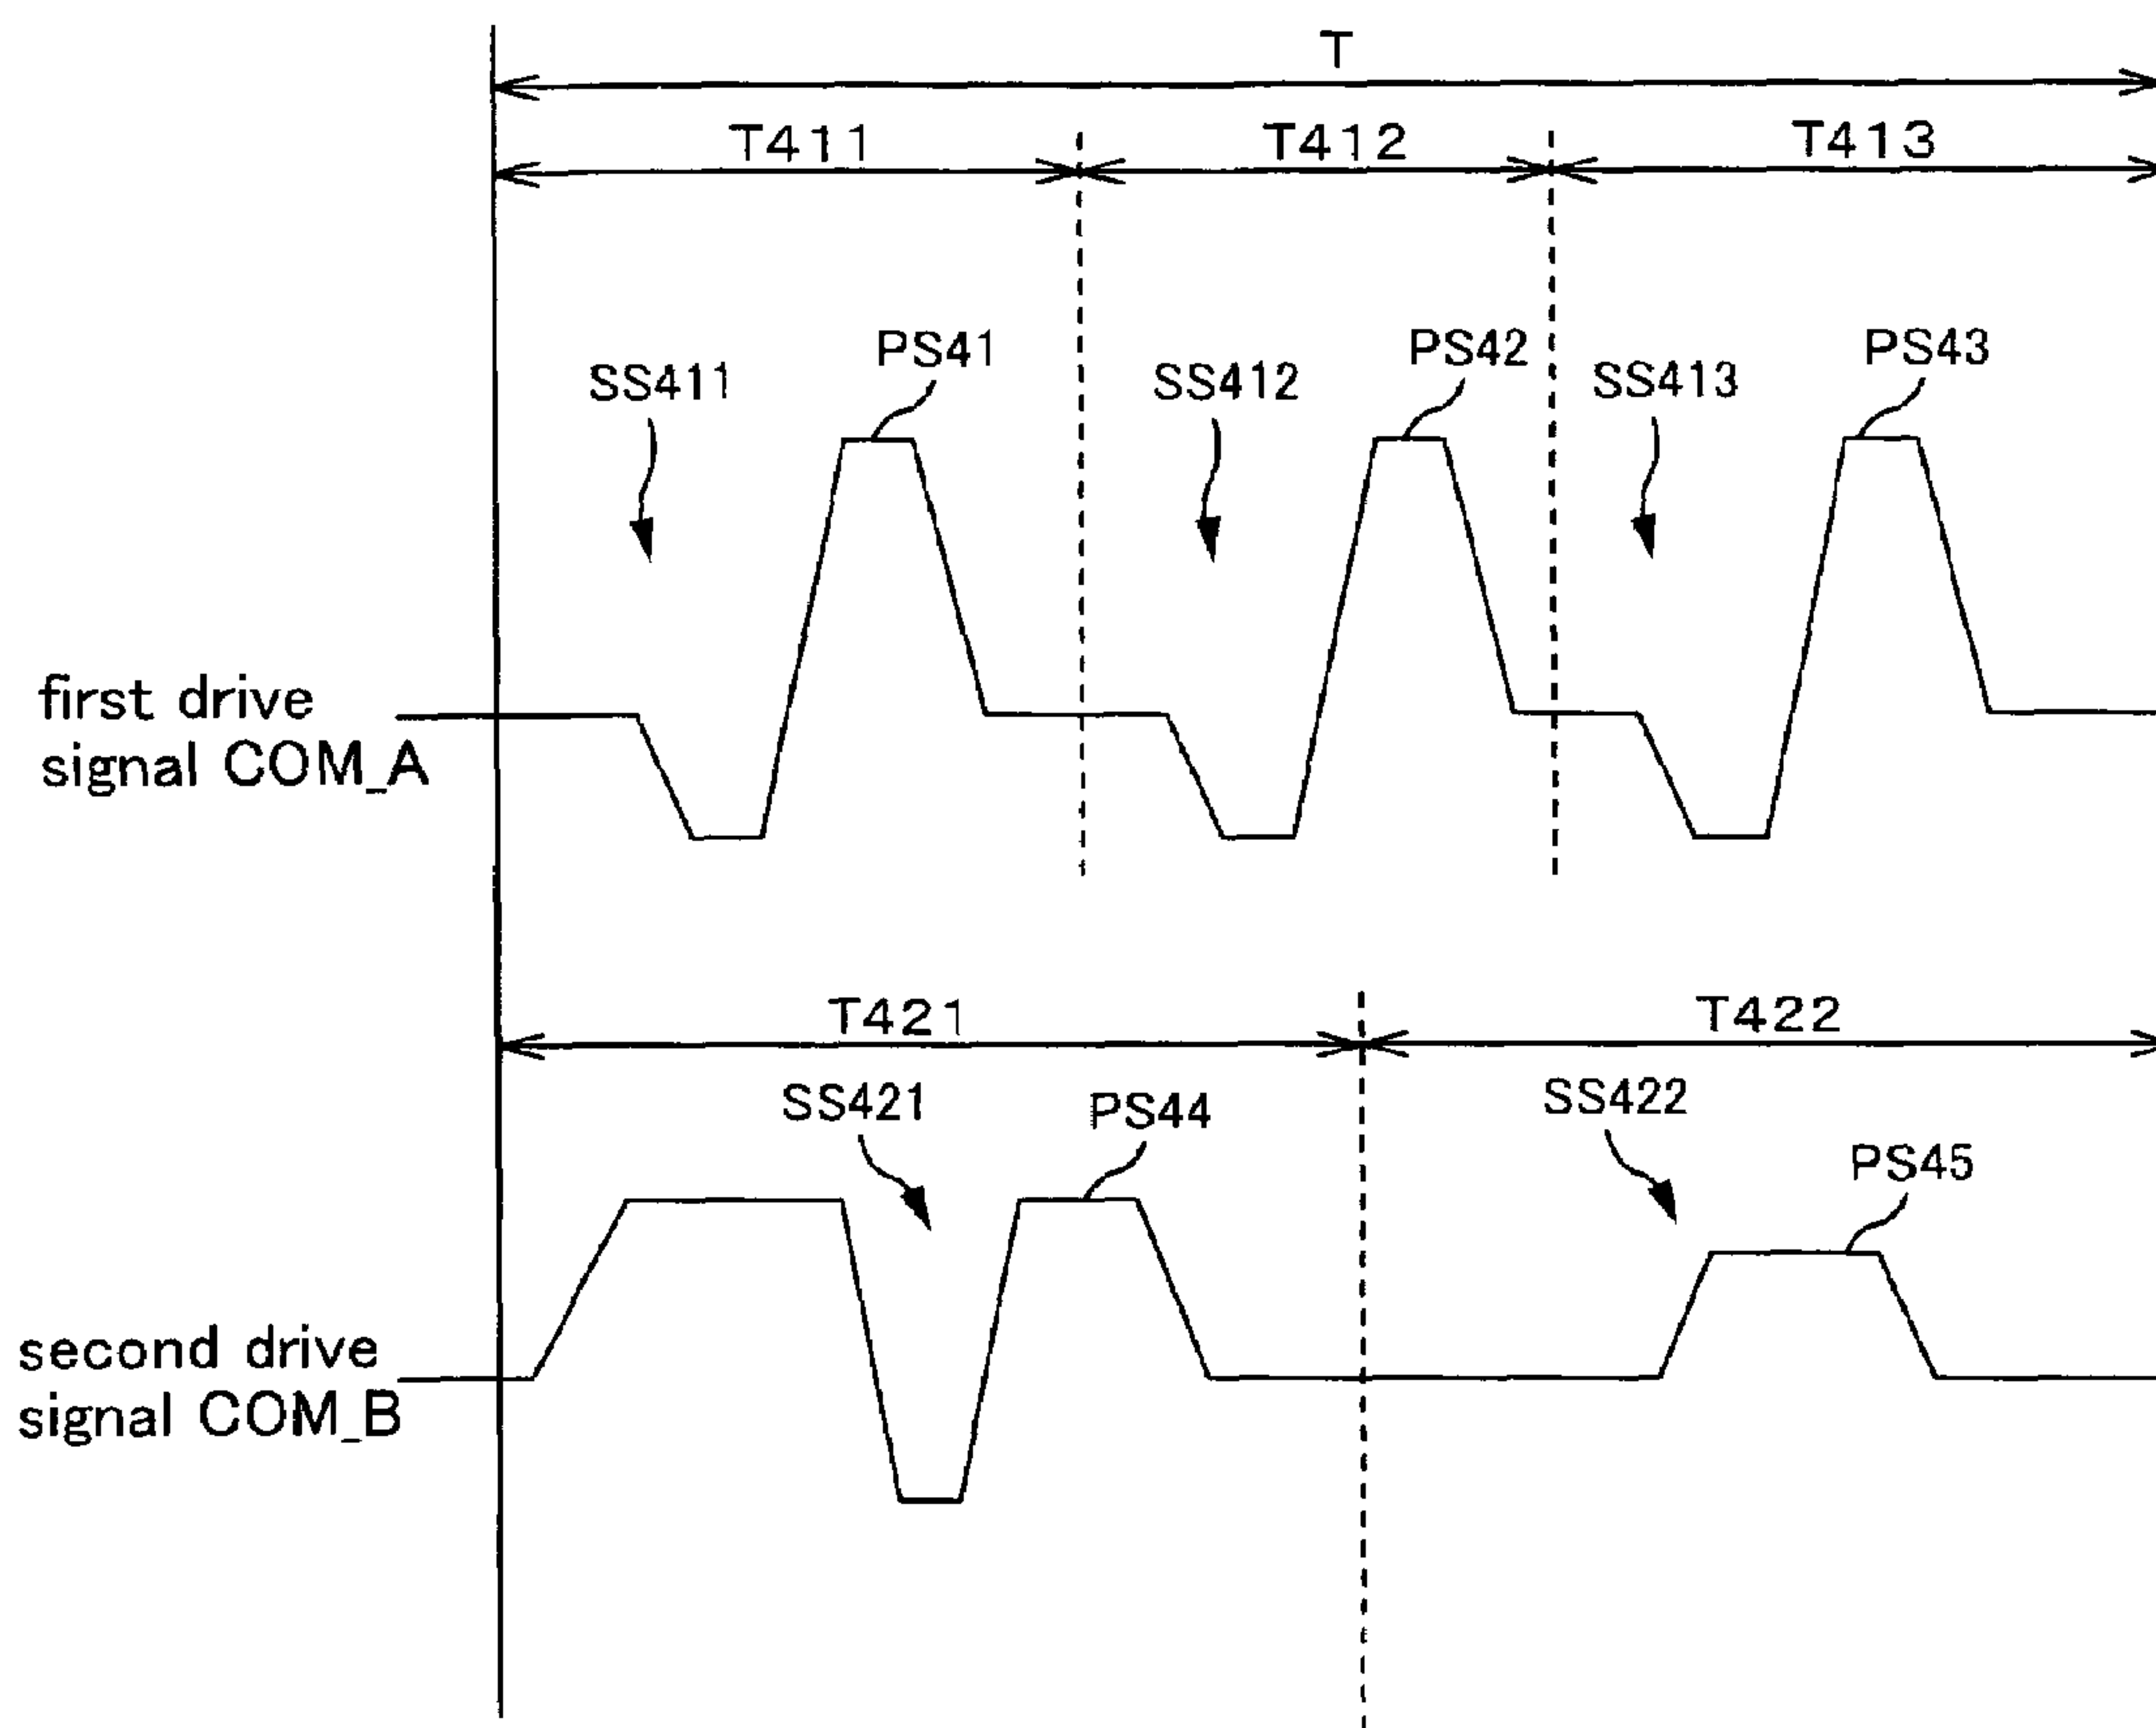 T
T411 T412 T413
PS41 PS42 PS43
SS411 SS412 SS413
first drive
signal COM_A
T421 T422
SS421 PS44 SS422
PS45
second drive
signal COM_B